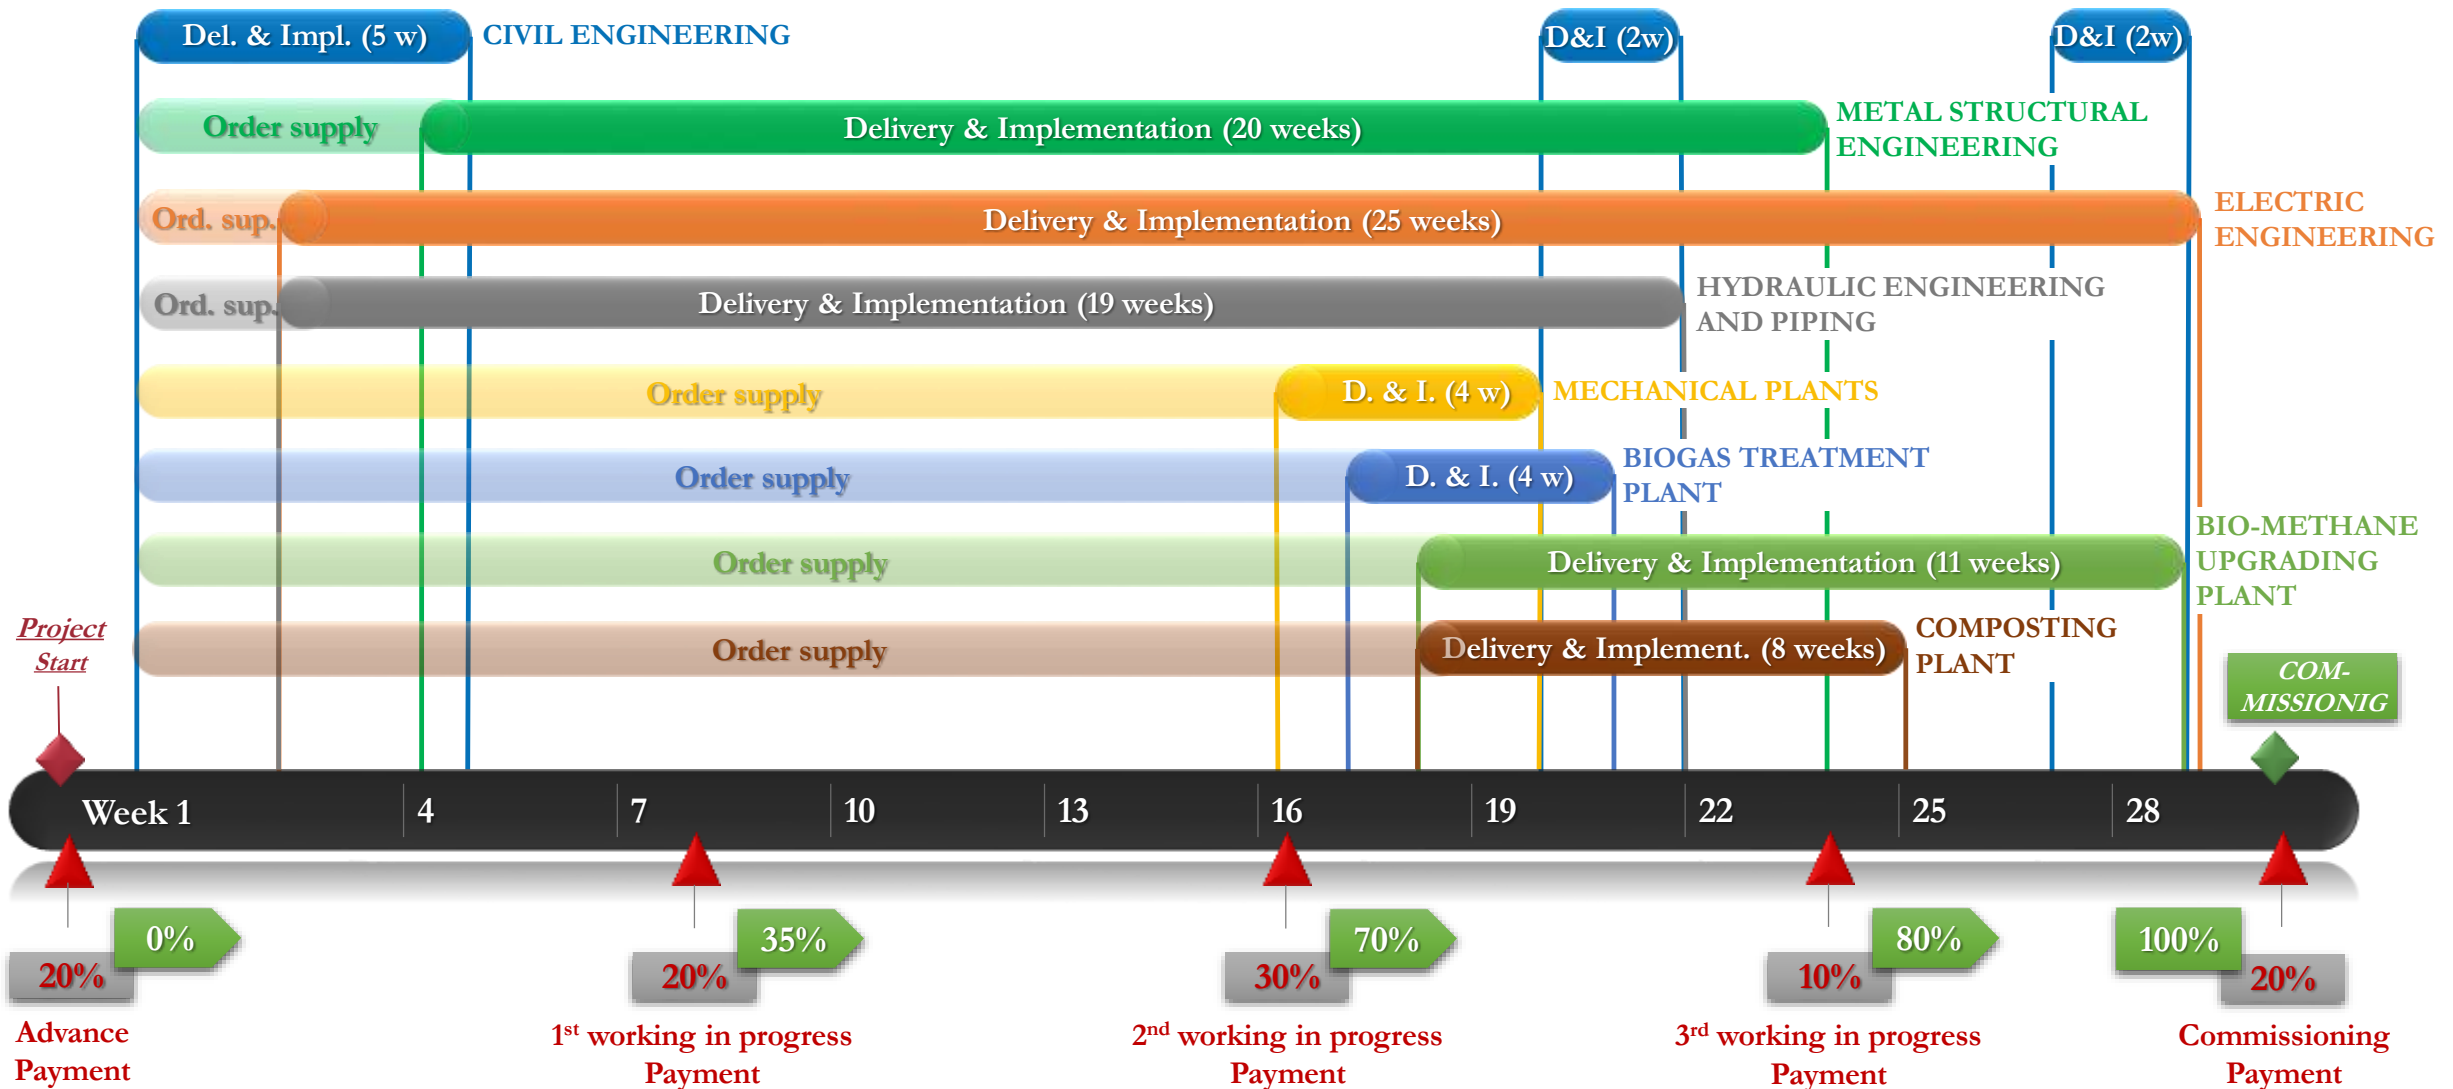 Del. & Impl. (5 w)
CIVIL ENGINEERING
D&I (2w)
D&I (2w)
Order supply
Delivery & Implementation (20 weeks)
METAL STRUCTURAL
ENGINEERING
Ord. sup.
Delivery & Implementation (25 weeks)
ELECTRIC
ENGINEERING
Ord. sup.
Delivery & Implementation (19 weeks)
HYDRAULIC ENGINEERING
AND PIPING
Order supply
D. & I. (4 w)
MECHANICAL PLANTS
Order supply
D. & I. (4 w)
BIOGAS TREATMENT
PLANT
Order supply
Delivery & Implementation (11 weeks)
BIO-METHANE
UPGRADING
PLANT
Order supply
Delivery & Implement. (8 weeks)
COMPOSTING
PLANT
Project
Start
COM-
MISSIONIG
Week 1
4
7
10
13
16
19
22
25
28
0%
20%
Advance
Payment
35%
20%
1st working in progress
Payment
70%
30%
2nd working in progress
Payment
80%
10%
3rd working in progress
Payment
100%
20%
Commissioning
Payment